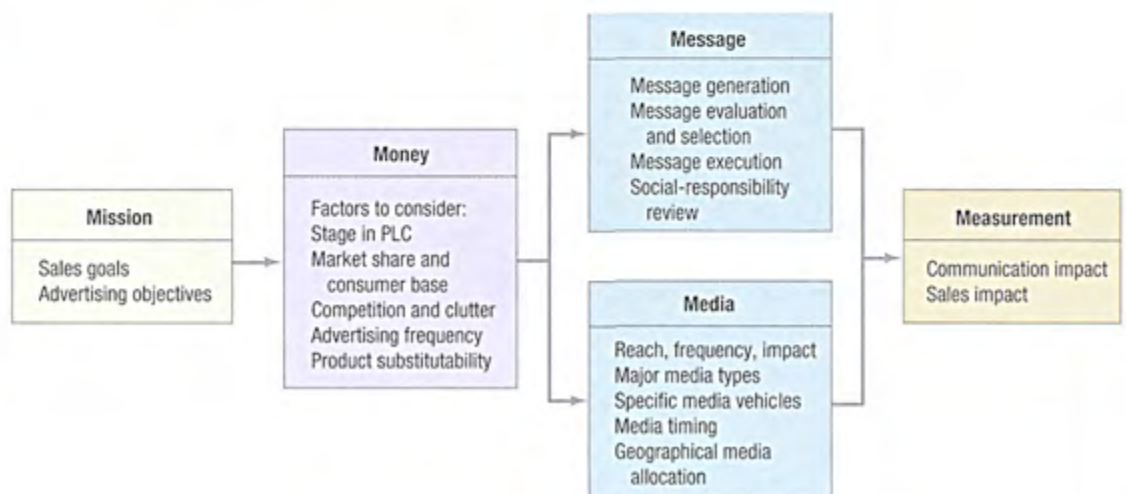 Mission
Sales goals
Advertising objectives
Money
Factors to consider:
Stage in PLC
Market share and
consumer base
Competition and clutter
Advertising frequency
Product substitutability
Message
Message generation
Message evaluation
and selection
Message execution
Social-responsibility
review
Media
Reach, frequency, impact
Major media types
Specific media vehicles
Media timing
Geographical media
allocation
Measurement
Communication impact
Sales impact